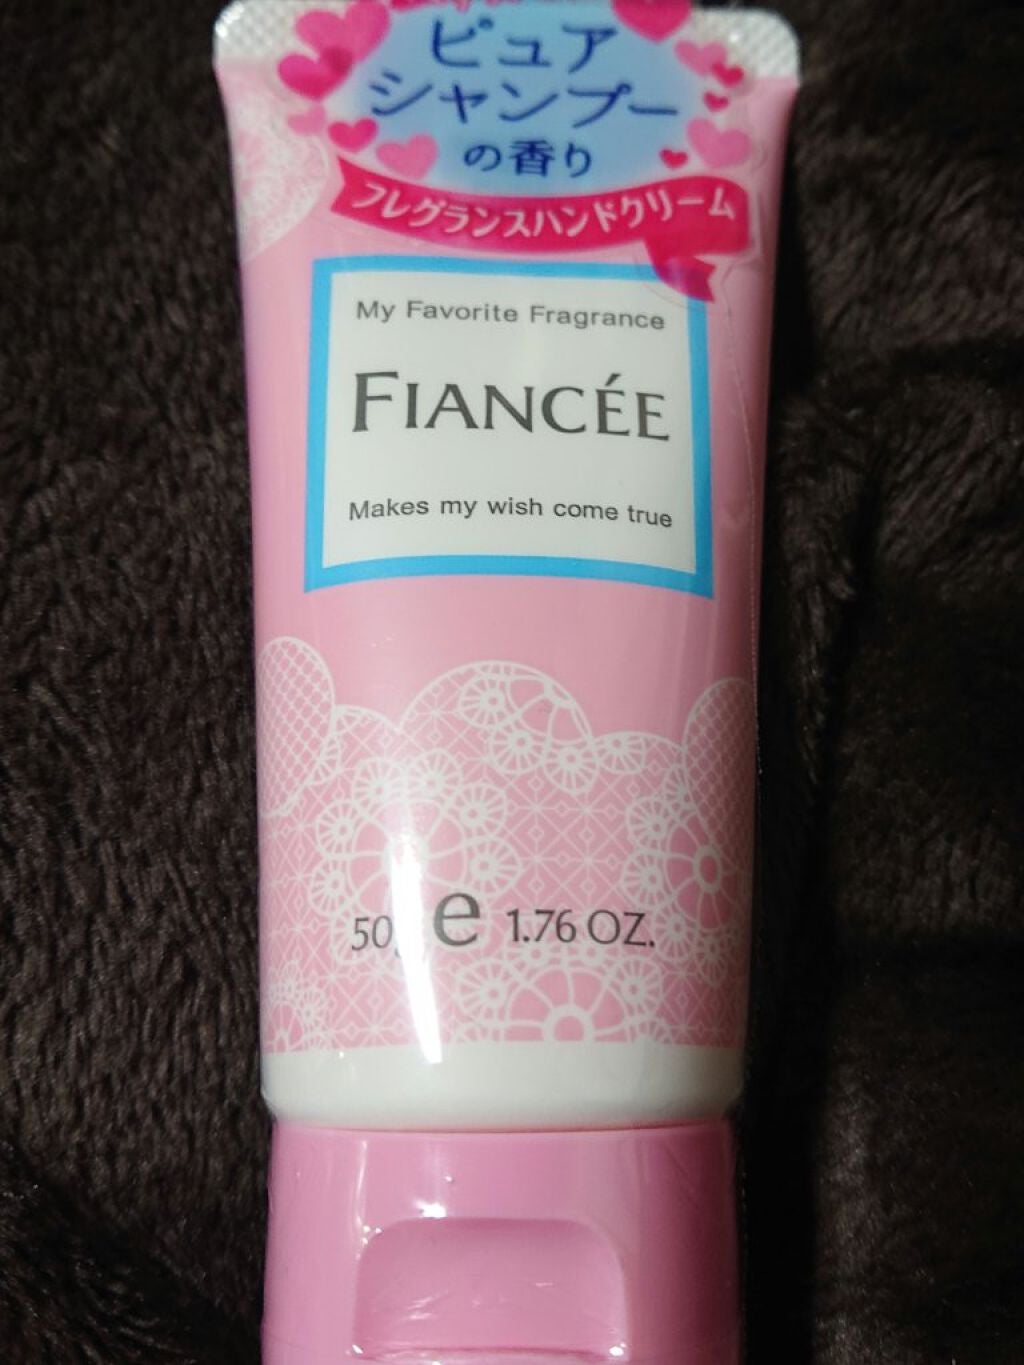 ピュア
シャンプー
の香り
フレグランスハンドクリーム
My Favorite Fragrance
FIANCÉE
Makes my wish come true
50g e 1.76 OZ.